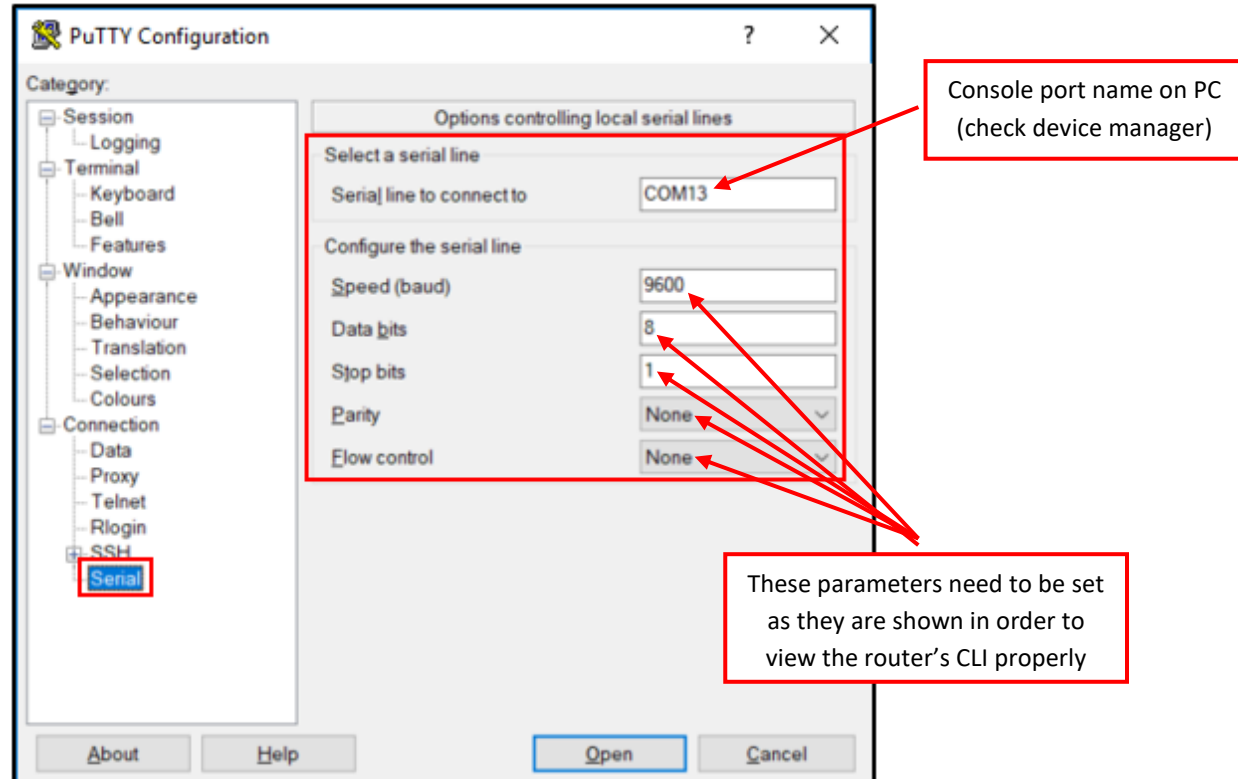 PuTTY Configuration
? ×
Category:
Session
Logging
Terminal
Keyboard
Bell
Features
Window
Appearance
Behaviour
Translation
Selection
Colours
Connection
Data
Proxy
Telnet
Rlogin
SSH
Serial
Options controlling local serial lines
Select a serial line
Serial line to connect to COM13
Configure the serial line
Speed (baud) 9600
Data bits 8
Stop bits 1
Parity None
Flow control None
About Help Open Cancel
Console port name on PC
(check device manager)
These parameters need to be set
as they are shown in order to
view the router’s CLI properly